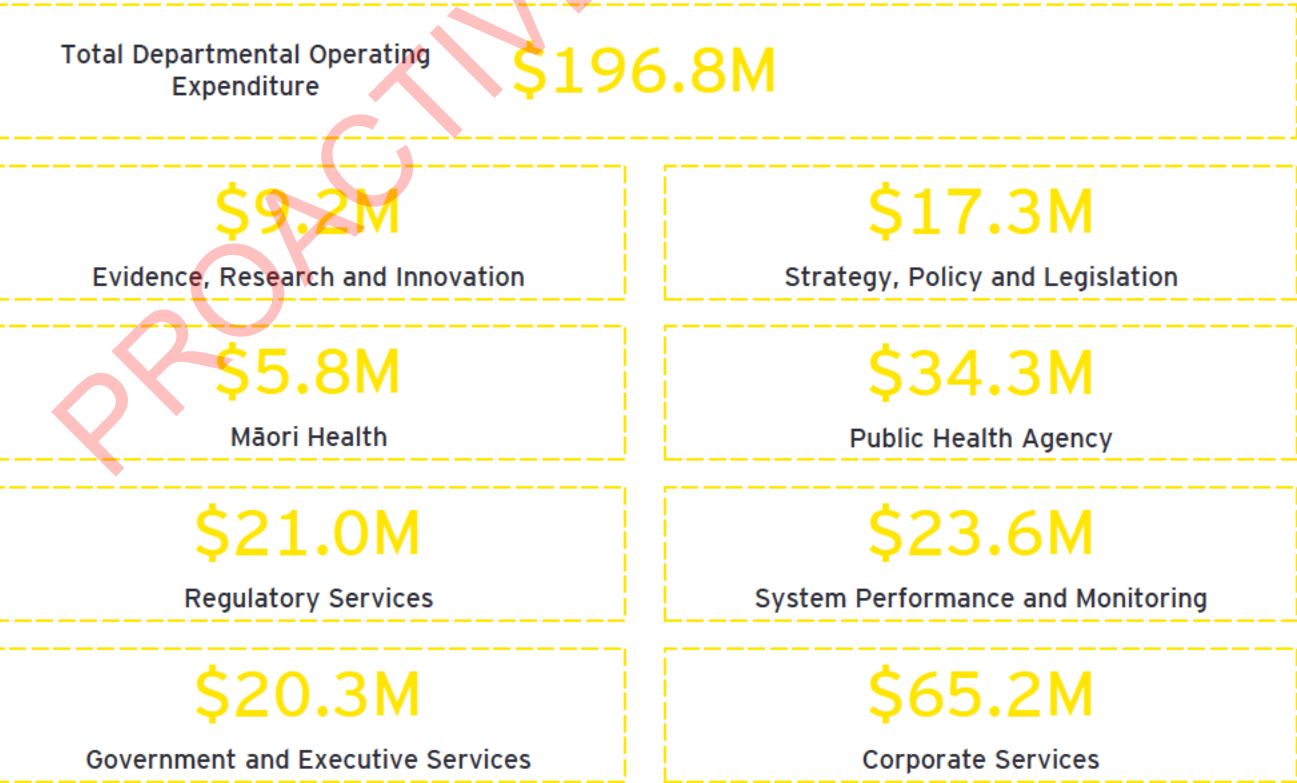 Total Departmental Operating
Expenditure
$196.8M
$9.2M
Evidence, Research and Innovation
$17.3M
Strategy, Policy and Legislation
$5.8M
Māori Health
$34.3M
Public Health Agency
$21.0M
Regulatory Services
$23.6M
System Performance and Monitoring
$20.3M
Government and Executive Services
$65.2M
Corporate Services
PROACTIV